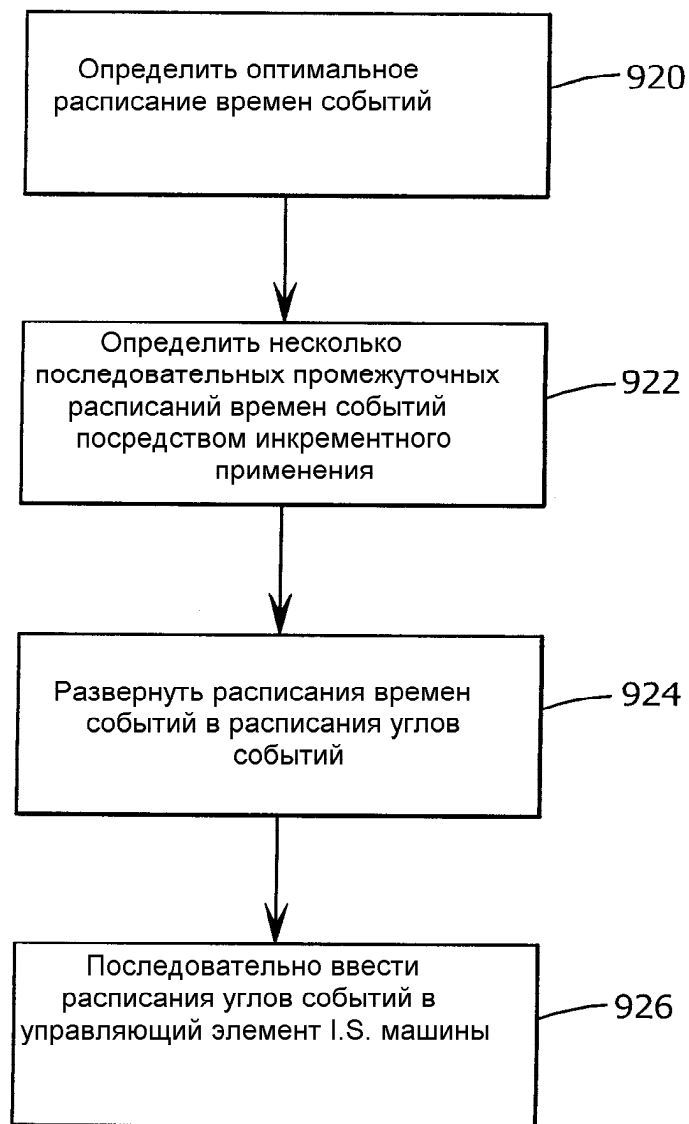 Определить оптимальное
расписание времен событий
920
Определить несколько
последовательных промежуточных
расписаний времен событий
посредством инкрементного
применения
922
Развернуть расписания времен
событий в расписания углов
событий
924
Последовательно ввести
расписания углов событий в
управляющий элемент I.S. машины
926